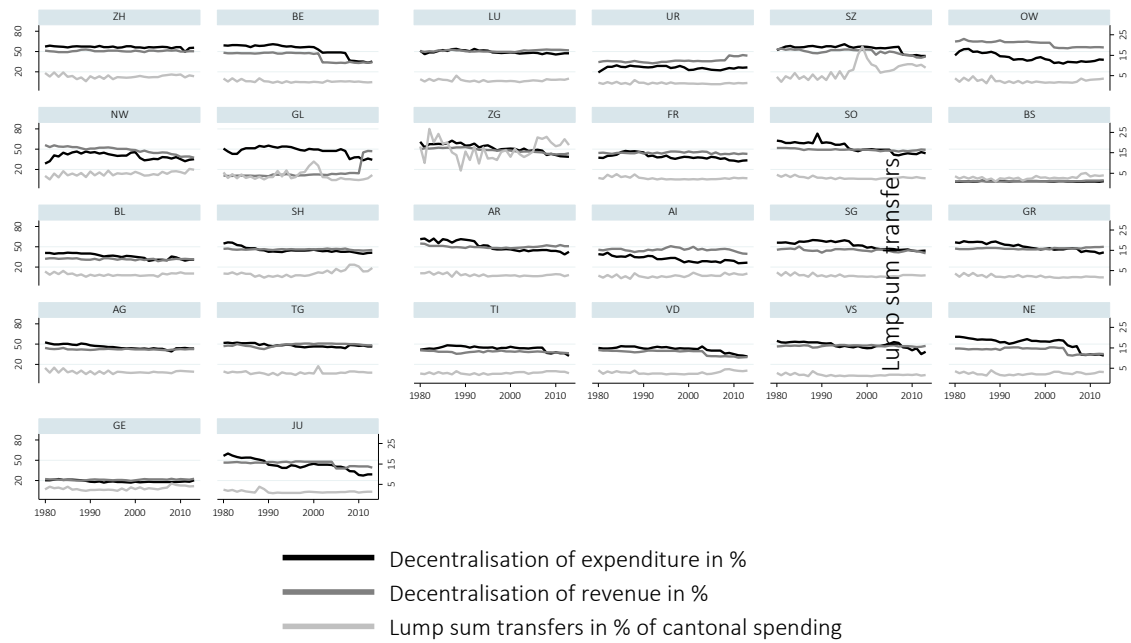 ZH BE LU UR SZ OW
80 50 20
25 15 5
NW GL ZG FR SO BS
80 50 20
25 15 5
BL SH AR AI SG GR
80 50 20
25 15 5
AG TG TI VD VS NE
80 50 20
25 15 5
1980 1990 2000 2010 1980 1990 2000 2010 1980 1990 2000 2010 1980 1990 2000 2010
Lump sum transfers
GE JU
80 50 20
25 15 5
1980 1990 2000 2010 1980 1990 2000 2010
Decentralisation of expenditure in %
Decentralisation of revenue in %
Lump sum transfers in % of cantonal spending